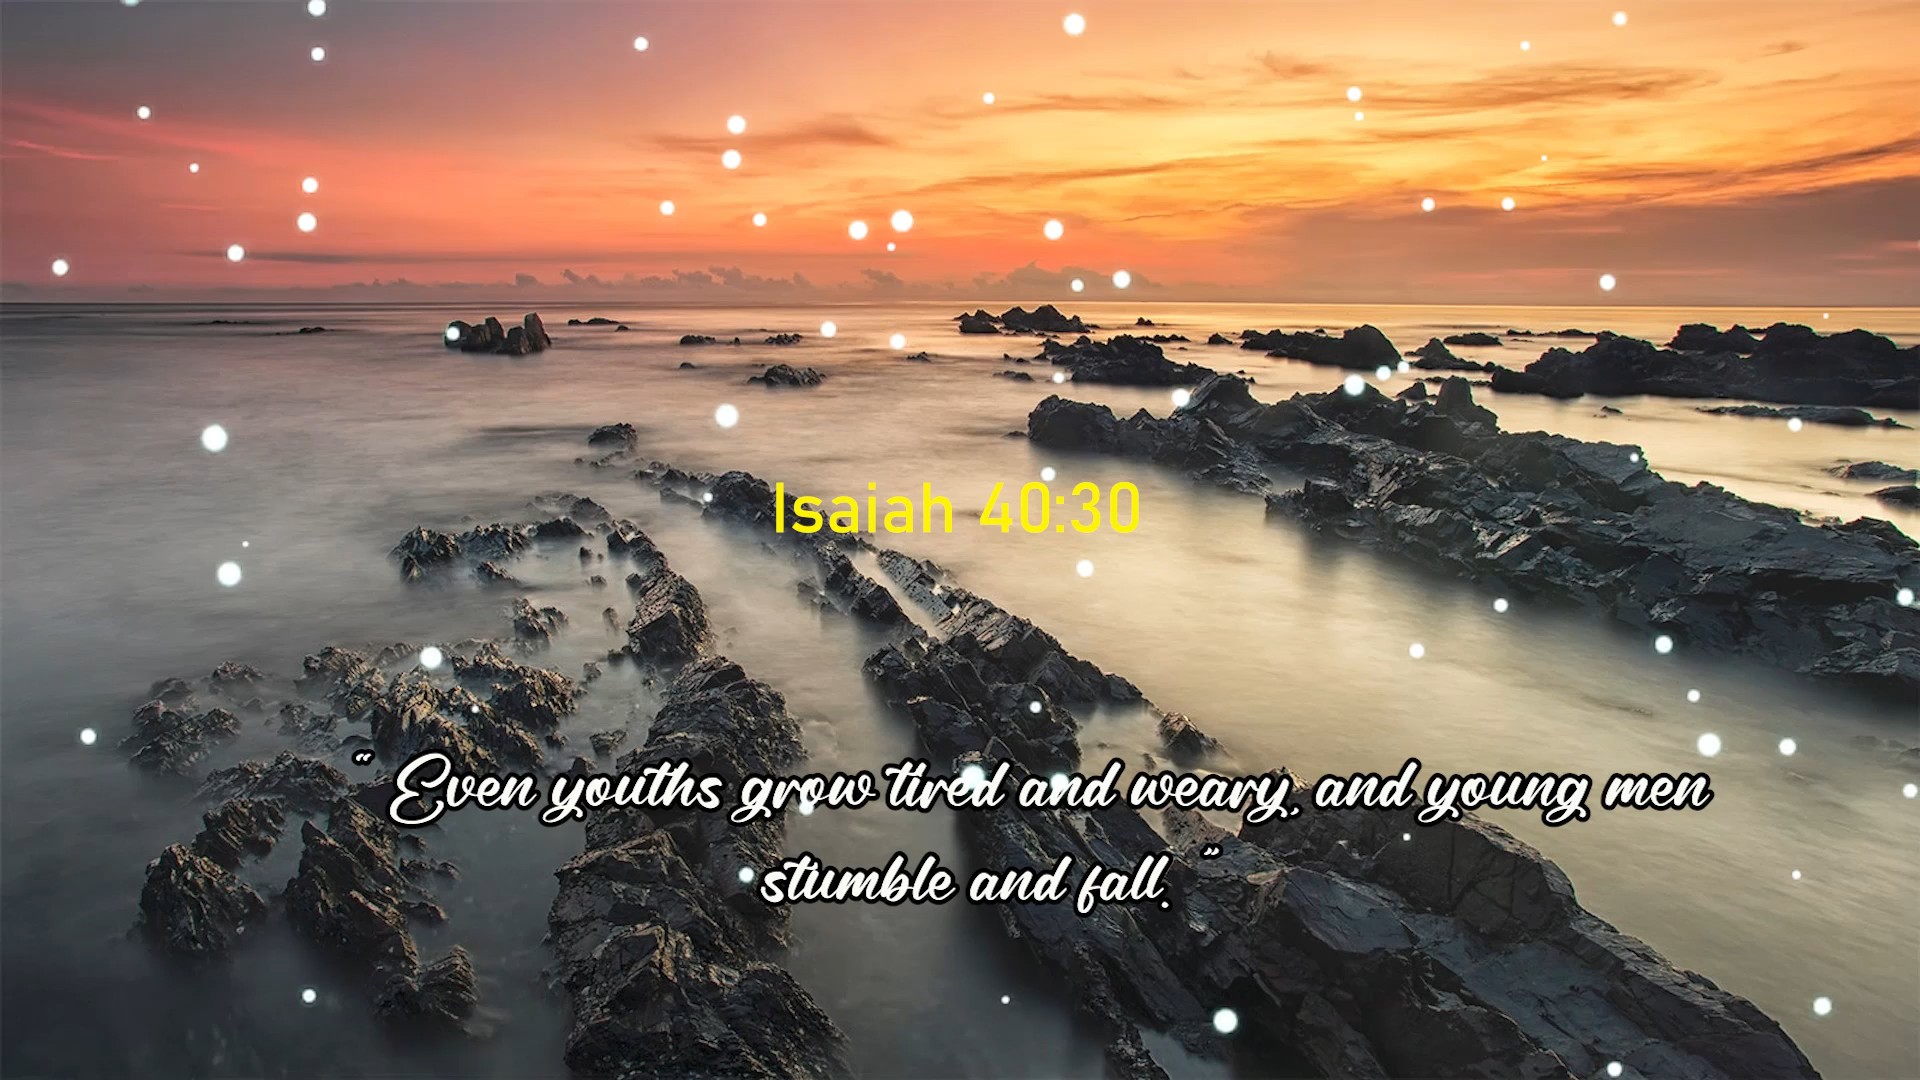 Isaiah 40:30
" Even youths grow tired and weary, and young men
stumble and fall. "